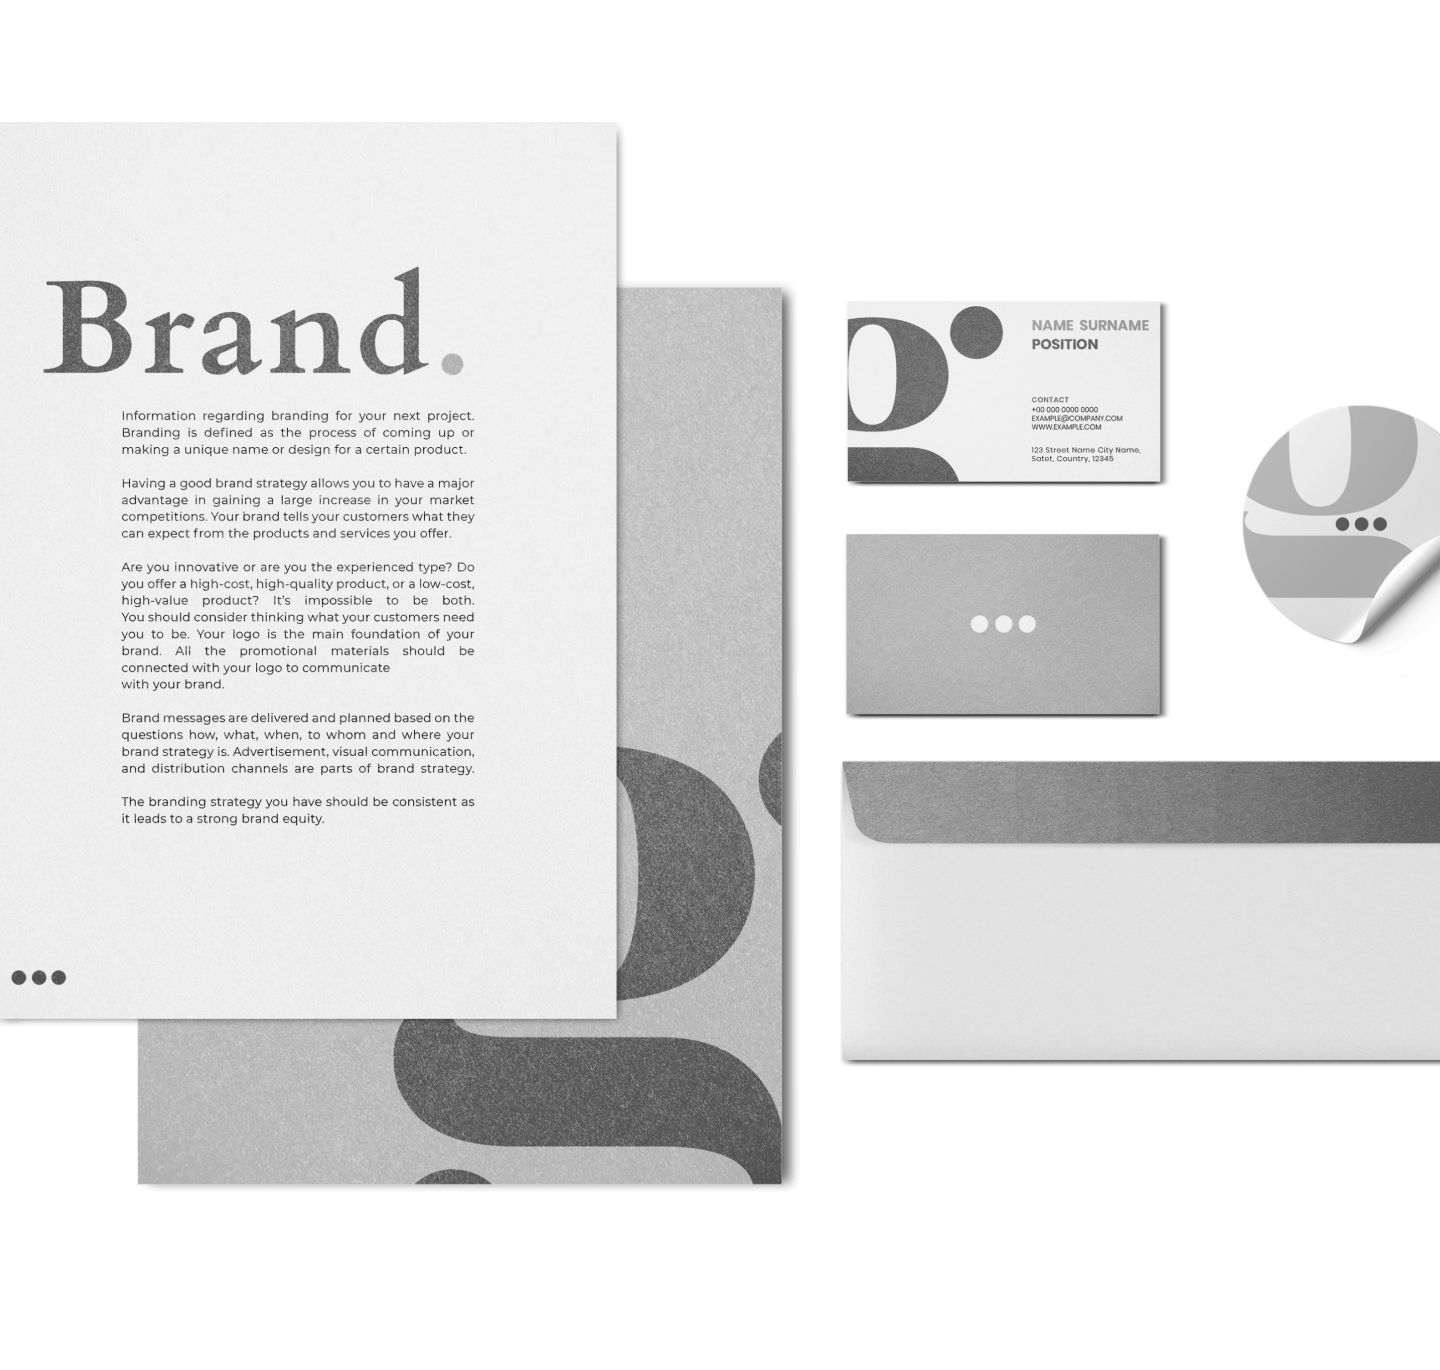 Brand.
Information regarding branding for your next project.
Branding is defined as the process of coming up or
making a unique name or design for a certain product.
Having a good brand strategy allows you to have a major
advantage in gaining a large increase in your market
competitions. Your brand tells your customers what they
can expect from the products and services you offer.
Are you innovative or are you the experienced type? Do
you offer a high-cost, high-quality product, or a low-cost,
high-value product? It's impossible to be both.
You should consider thinking what your customers need
you to be. Your logo is the main foundation of your
brand. All the promotional materials should be
connected with your logo to communicate
with your brand.
Brand messages are delivered and planned based on the
questions how, what, when, to whom and where your
brand strategy is. Advertisement, visual communication,
and distribution channels are parts of brand strategy.
The branding strategy you have should be consistent as
it leads to a strong brand equity.
NAME SURNAME
POSITION
CONTACT
+00 000 0000 0000
EXAMPLE@COMPANY.COM
WWW.EXAMPLE.COM
123 Street Name City Name,
Satet, Country, 12345